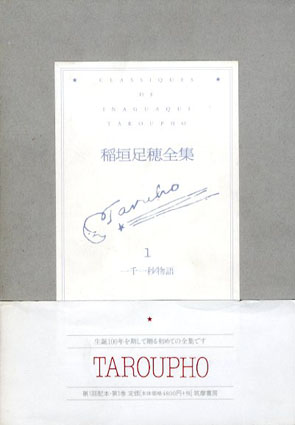 ★ CLASSIQUES ★
DE
INAGUAQUI
TAROUPHO
稲垣足穂全集
Taruho
1
一千一秒物語
★
生誕100年を期して贈る初めての全集です
TAROUPHO
筑摩書房